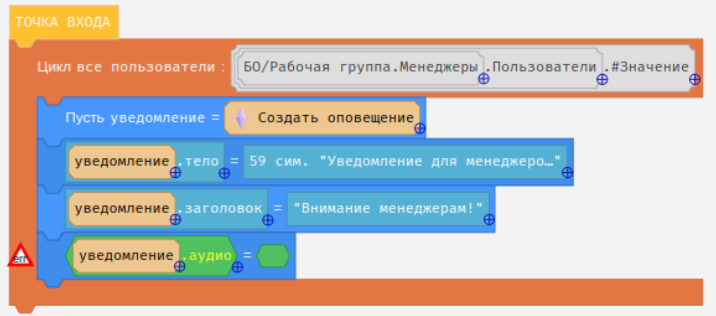 ТОЧКА ВХОДА
Цикл все пользователи : БО/Рабочая группа.Менеджеры .Пользователи .#Значение
Пусть уведомление = Создать оповещение
уведомление .тело = 59 сим. "Уведомление для менеджеро…"
уведомление .заголовок = "Внимание менеджерам!"
err уведомление .аудио =